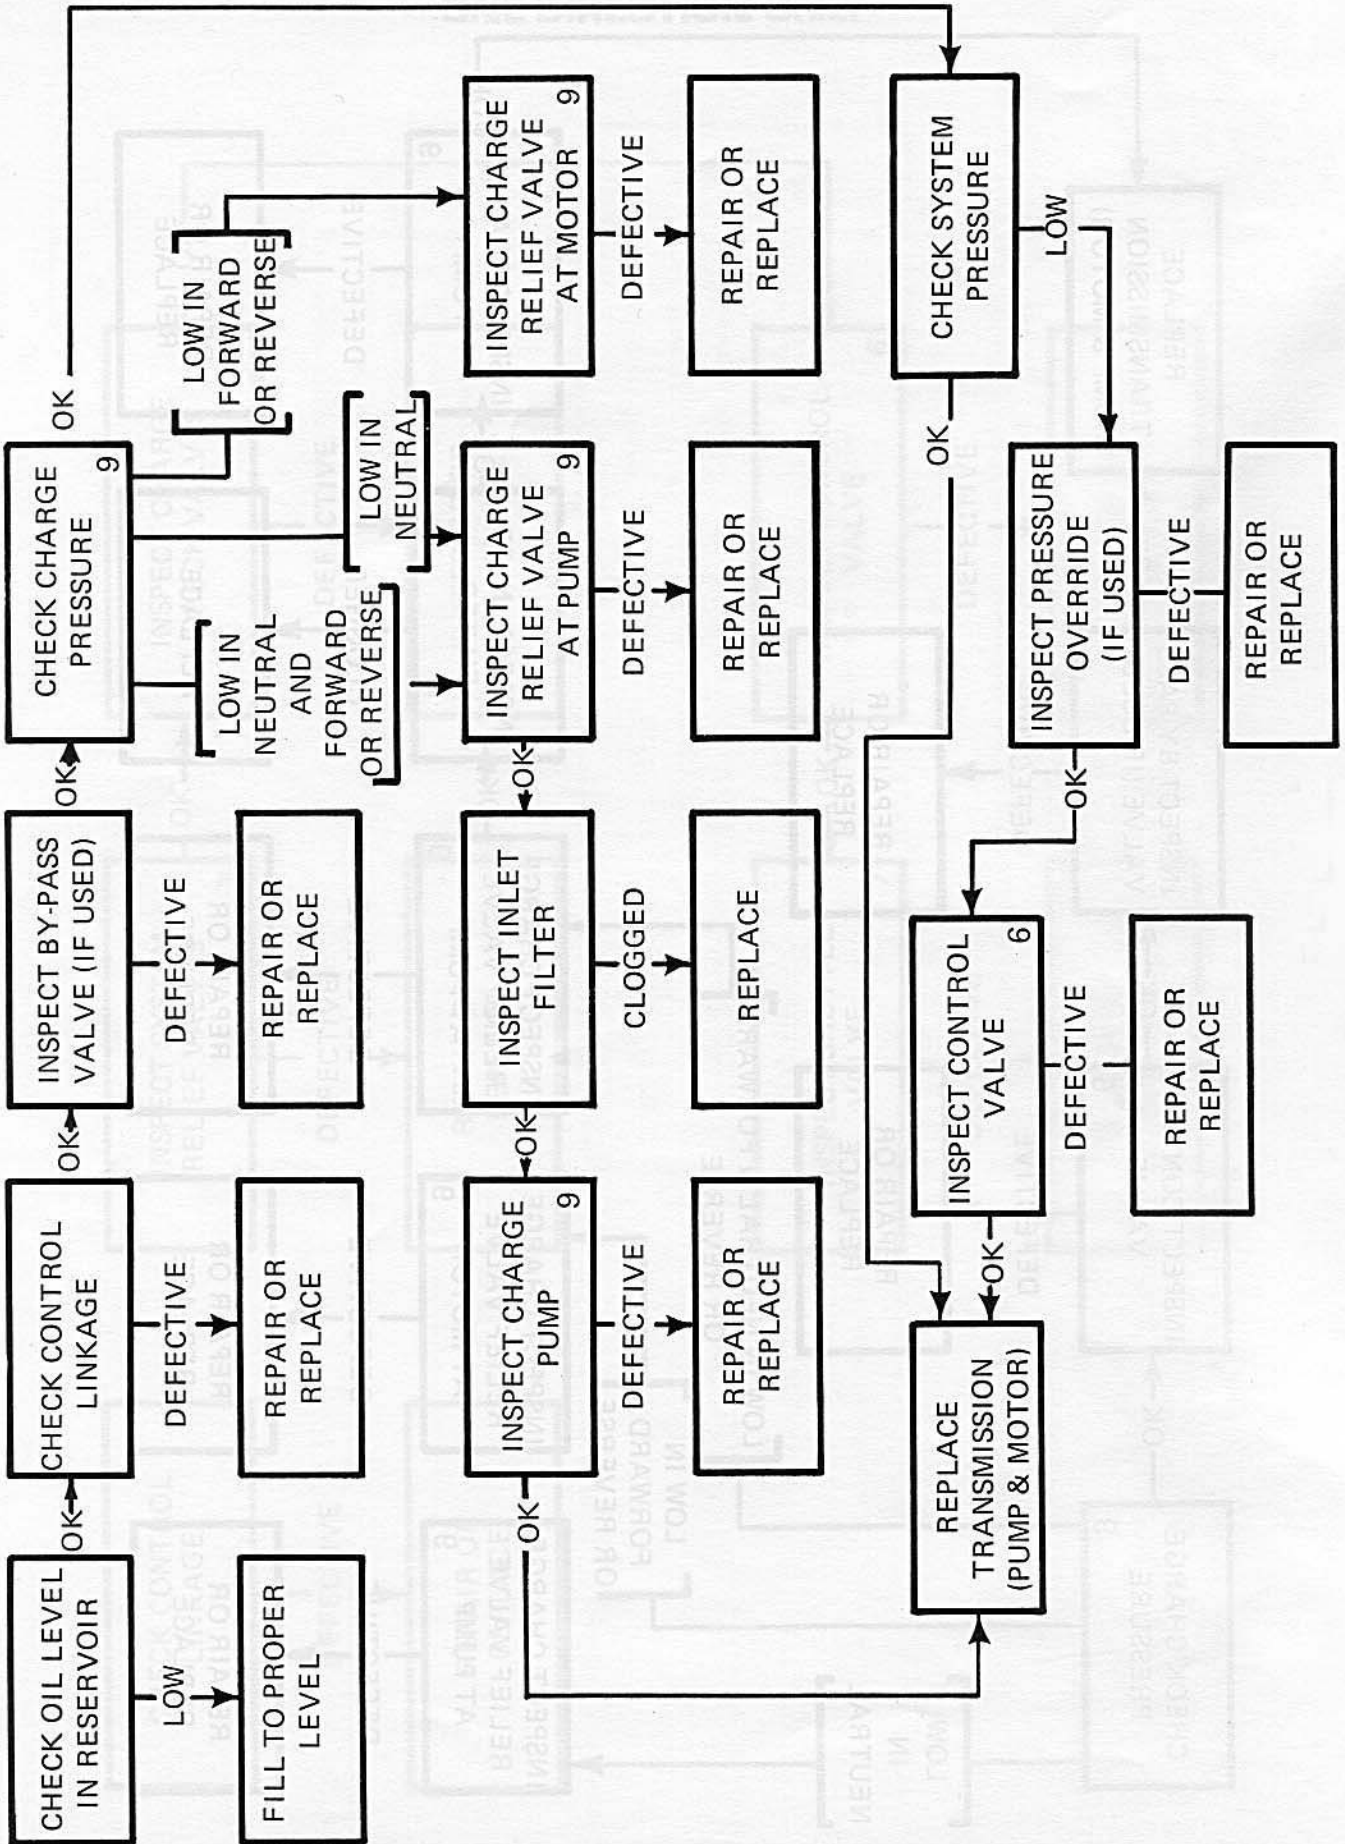 CHECK OIL LEVEL
IN RESERVOIR
OK
CHECK CONTROL
LINKAGE
OK
INSPECT BY-PASS
VALVE (IF USED)
OK
CHECK CHARGE
PRESSURE
9
OK
LOW
FILL TO PROPER
LEVEL
DEFECTIVE
REPAIR OR
REPLACE
DEFECTIVE
REPAIR OR
REPLACE
LOW IN
NEUTRAL
AND
FORWARD
OR REVERSE
LOW IN
NEUTRAL
LOW IN
FORWARD
OR REVERSE
INSPECT CHARGE
PUMP
9
OK
INSPECT INLET
FILTER
OK
INSPECT CHARGE
RELIEF VALVE
AT PUMP
9
INSPECT CHARGE
RELIEF VALVE
AT MOTOR
9
OK
DEFECTIVE
REPAIR OR
REPLACE
CLOGGED
REPLACE
DEFECTIVE
REPAIR OR
REPLACE
DEFECTIVE
REPAIR OR
REPLACE
CHECK SYSTEM
PRESSURE
OK
LOW
REPLACE
TRANSMISSION
(PUMP & MOTOR)
OK
INSPECT CONTROL
VALVE
6
OK
INSPECT PRESSURE
OVERRIDE
(IF USED)
DEFECTIVE
REPAIR OR
REPLACE
DEFECTIVE
REPAIR OR
REPLACE